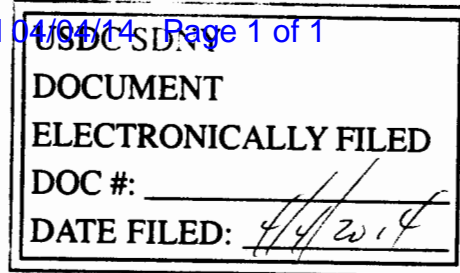 04/04/14 Page 1 of 1
USDC SDNY
DOCUMENT
ELECTRONICALLY FILED
DOC #:
DATE FILED: 4/4/2014